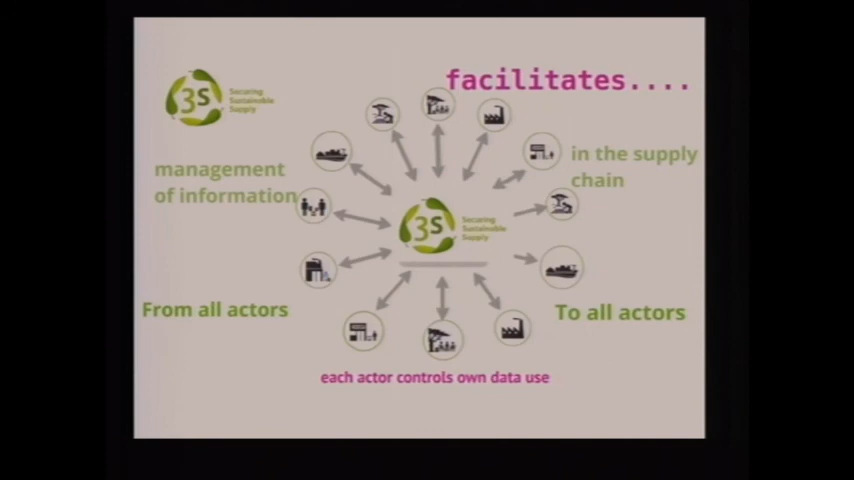 3S
Securing
Sustainable
Supply
facilitates....
management
of information
in the supply
chain
3S
Securing
Sustainable
Supply
From all actors
To all actors
each actor controls own data use